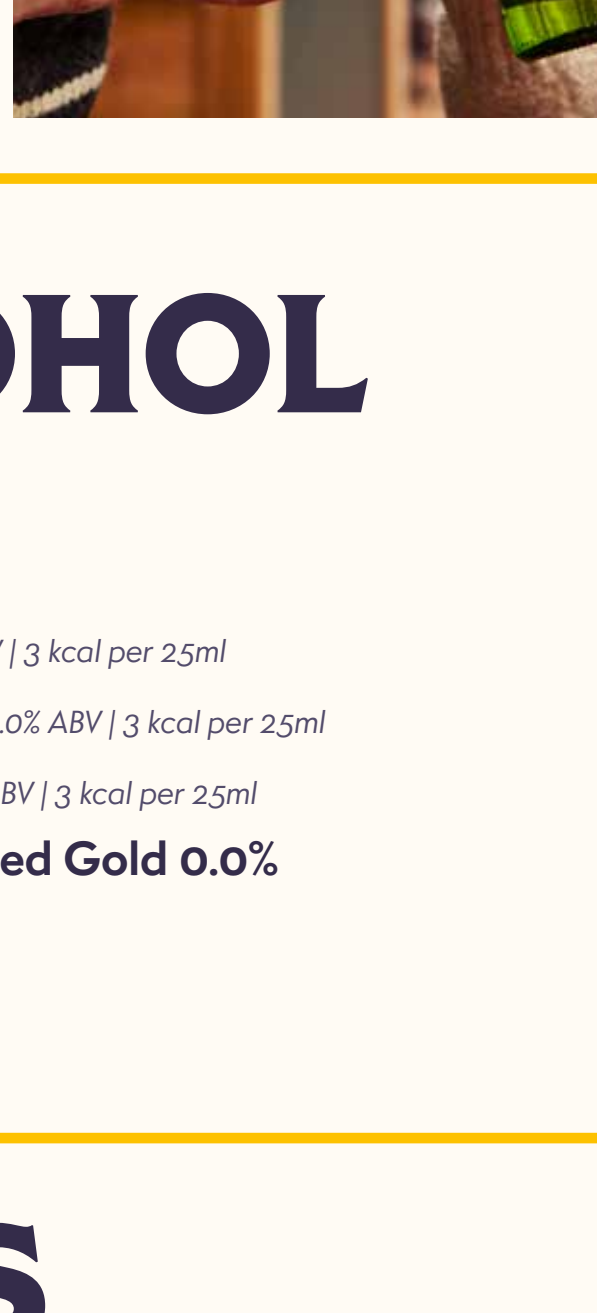 OHOL
| 3 kcal per 25ml
.0% ABV | 3 kcal per 25ml
BV | 3 kcal per 25ml
ed Gold 0.0%
S